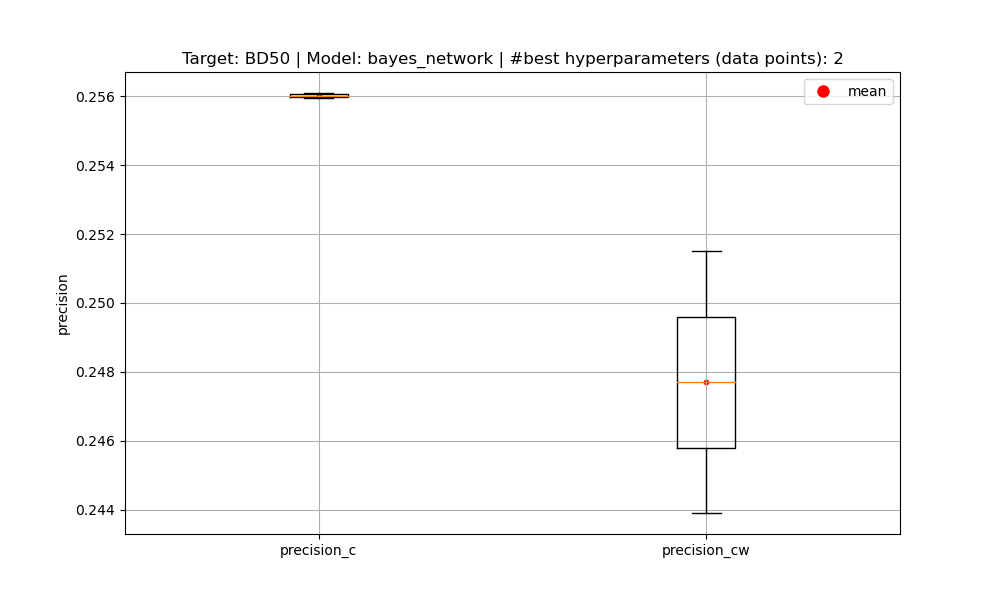 Target: BD50 | Model: bayes_network | #best hyperparameters (data points): 2
mean
0.256
0.254
0.252
0.250
0.248
0.246
0.244
precision
precision_c
precision_cw